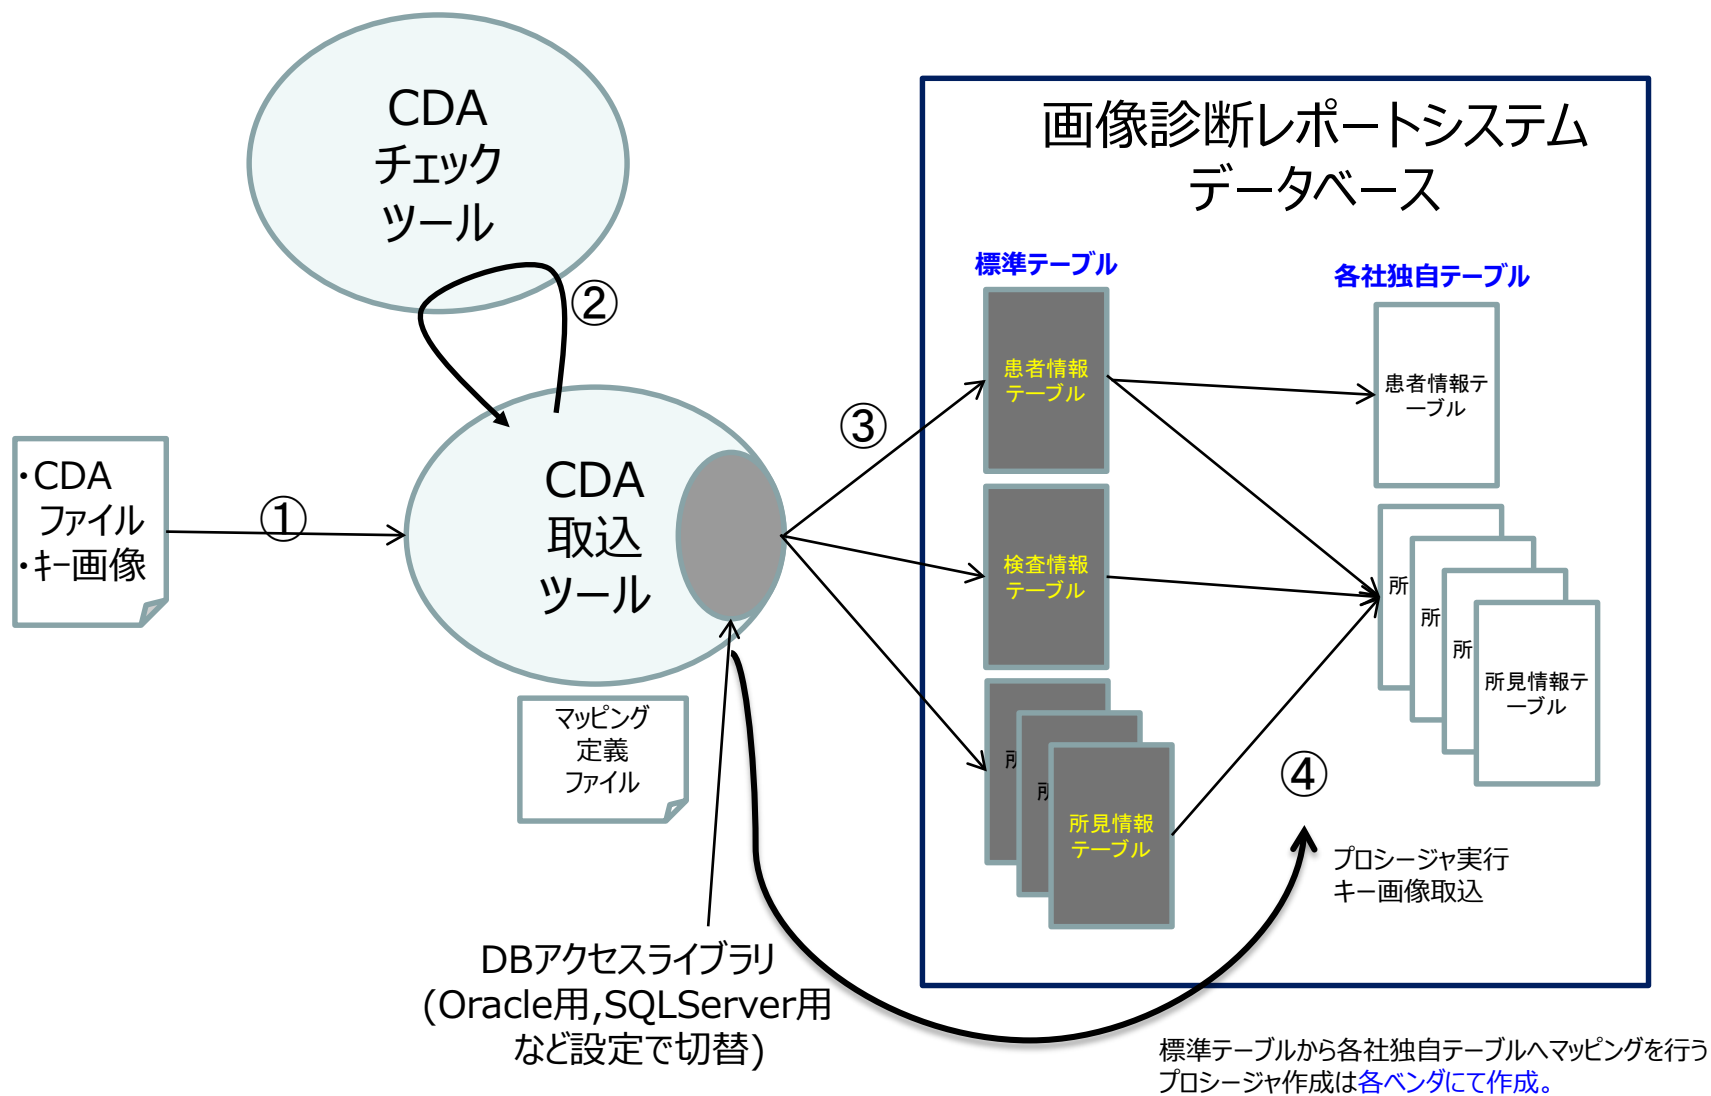 CDA
チェック
ツール
②
画像診断レポートシステム
データベース
標準テーブル
各社独自テーブル
患者情報
テーブル
患者情報テ
ーブル
③
・CDA
ファイル
・キー画像
①
CDA
取込
ツール
検査情報
テーブル
所
所
所
所見情報テ
ーブル
マッピング
定義
ファイル
所
所
所見情報
テーブル
④
プロシージャ実行
キー画像取込
DBアクセスライブラリ
(Oracle用,SQLServer用
など設定で切替)
標準テーブルから各社独自テーブルへマッピングを行う
プロシージャ作成は各ベンダにて作成。